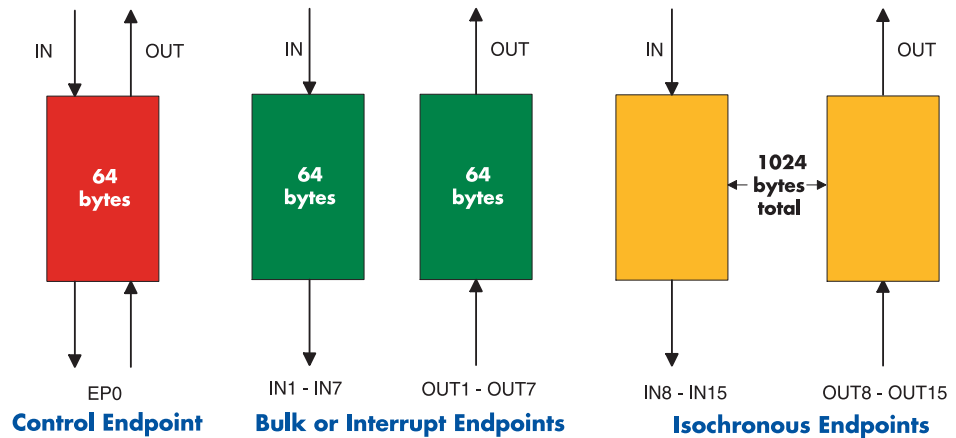 IN
OUT
64
bytes
EP0
Control Endpoint
IN
OUT
64
bytes
64
bytes
IN1 - IN7
OUT1 - OUT7
Bulk or Interrupt Endpoints
IN
OUT
1024
bytes
total
IN8 - IN15
OUT8 - OUT15
Isochronous Endpoints